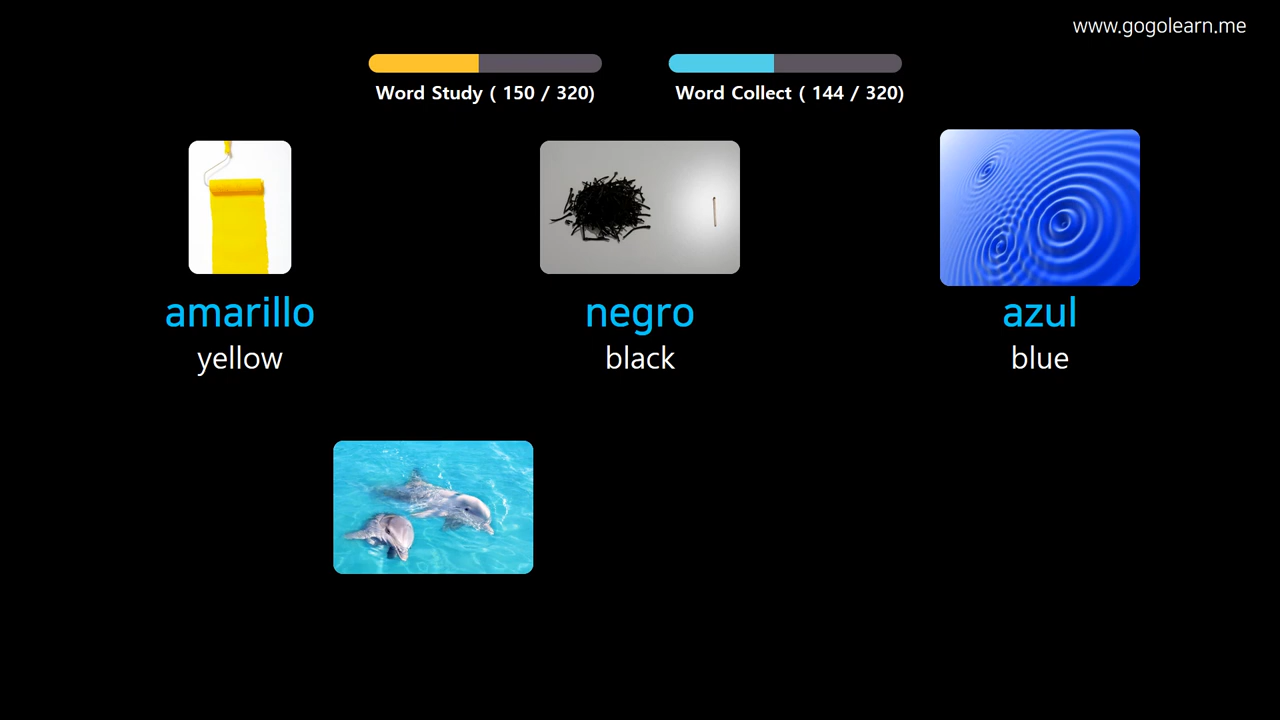 www.gogolearn.me
Word Study ( 150 / 320)
Word Collect ( 144 / 320)
amarillo
yellow
negro
black
azul
blue